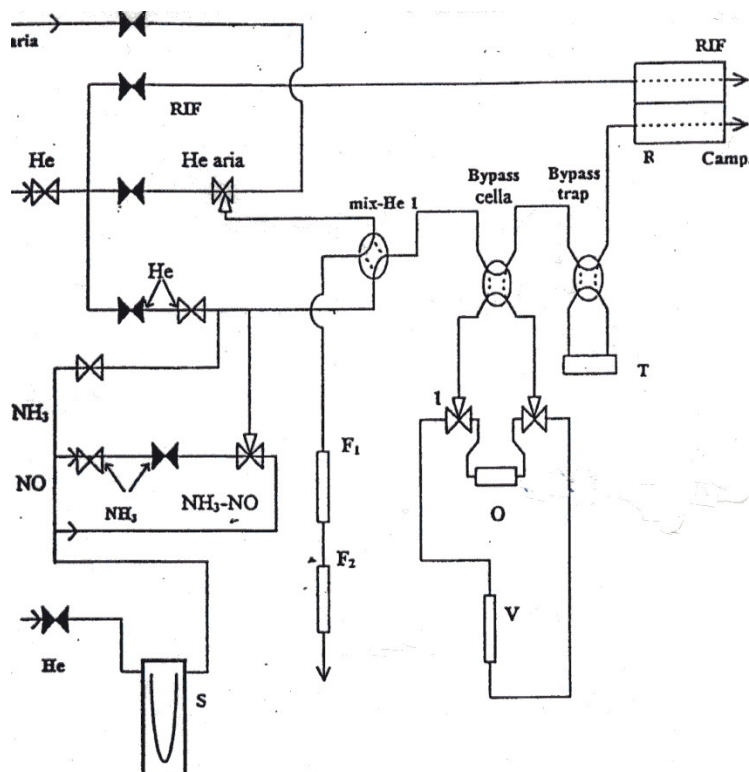 aria
RIF
RIF
He
He aria
R
Camp.
mix-He 1
Bypass
cella
Bypass
trap
He
T
1
NH₃
NO
NH₃
NH₃-NO
F₁
O
F₂
V
He
S